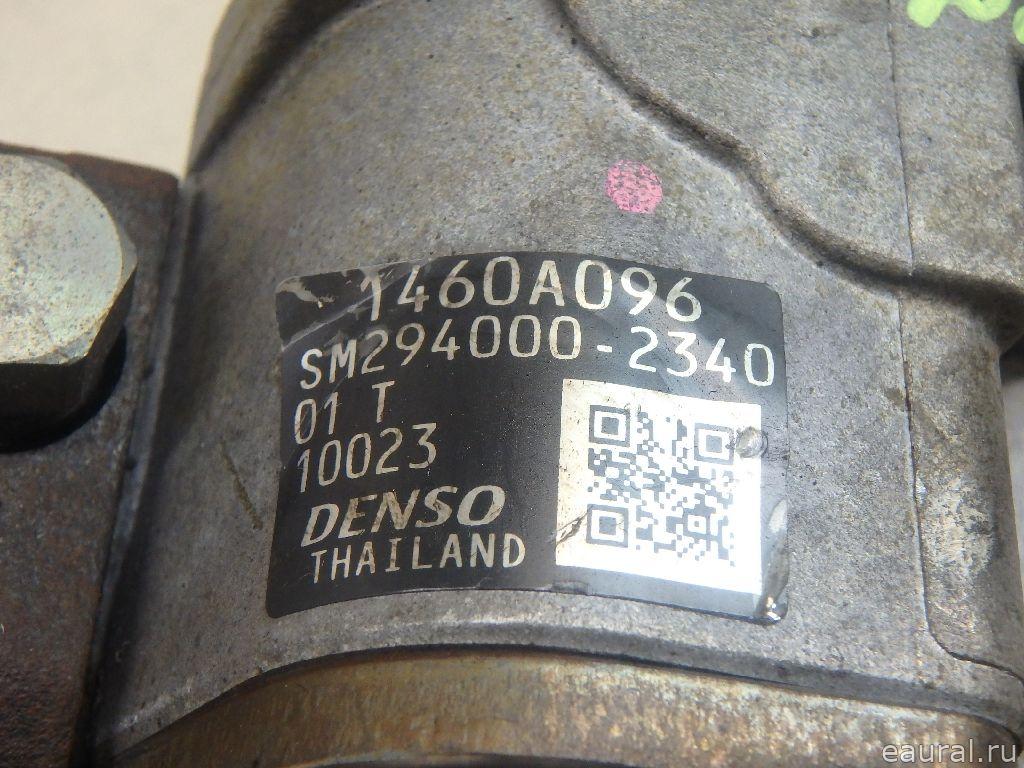 1460A096
SM294000-2340
01 T
10023
DENSO
THAILAND
eaural.ru